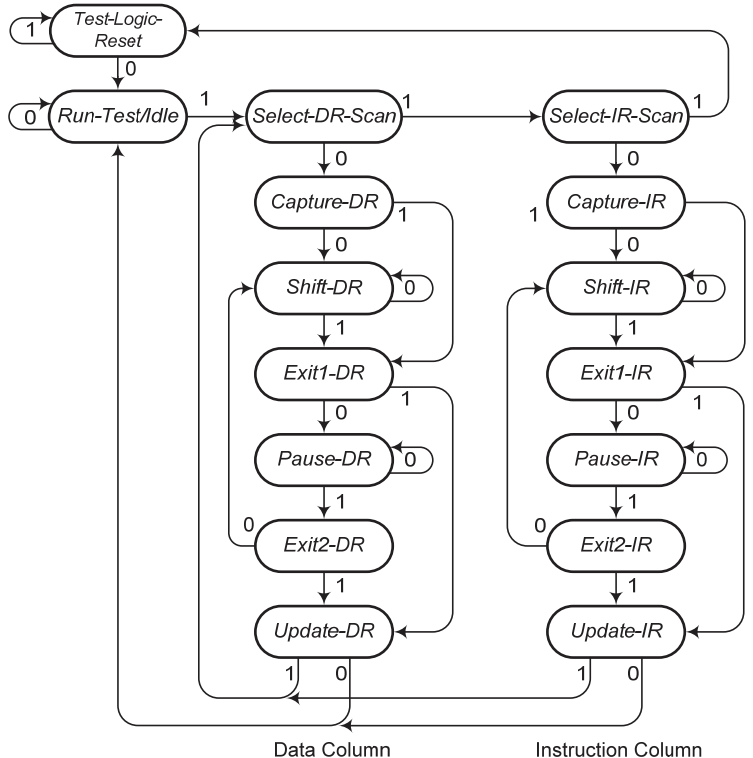 Test-Logic-
Reset
1
0
Run-Test/Idle
0
1
Select-DR-Scan
1
Select-IR-Scan
1
0
0
Capture-DR
1
Capture-IR
1
0
0
Shift-DR
0
Shift-IR
0
1
1
Exit1-DR
1
Exit1-IR
1
0
0
Pause-DR
0
Pause-IR
0
1
1
0
Exit2-DR
0
Exit2-IR
1
1
Update-DR
Update-IR
1
0
1
0
Data Column
Instruction Column